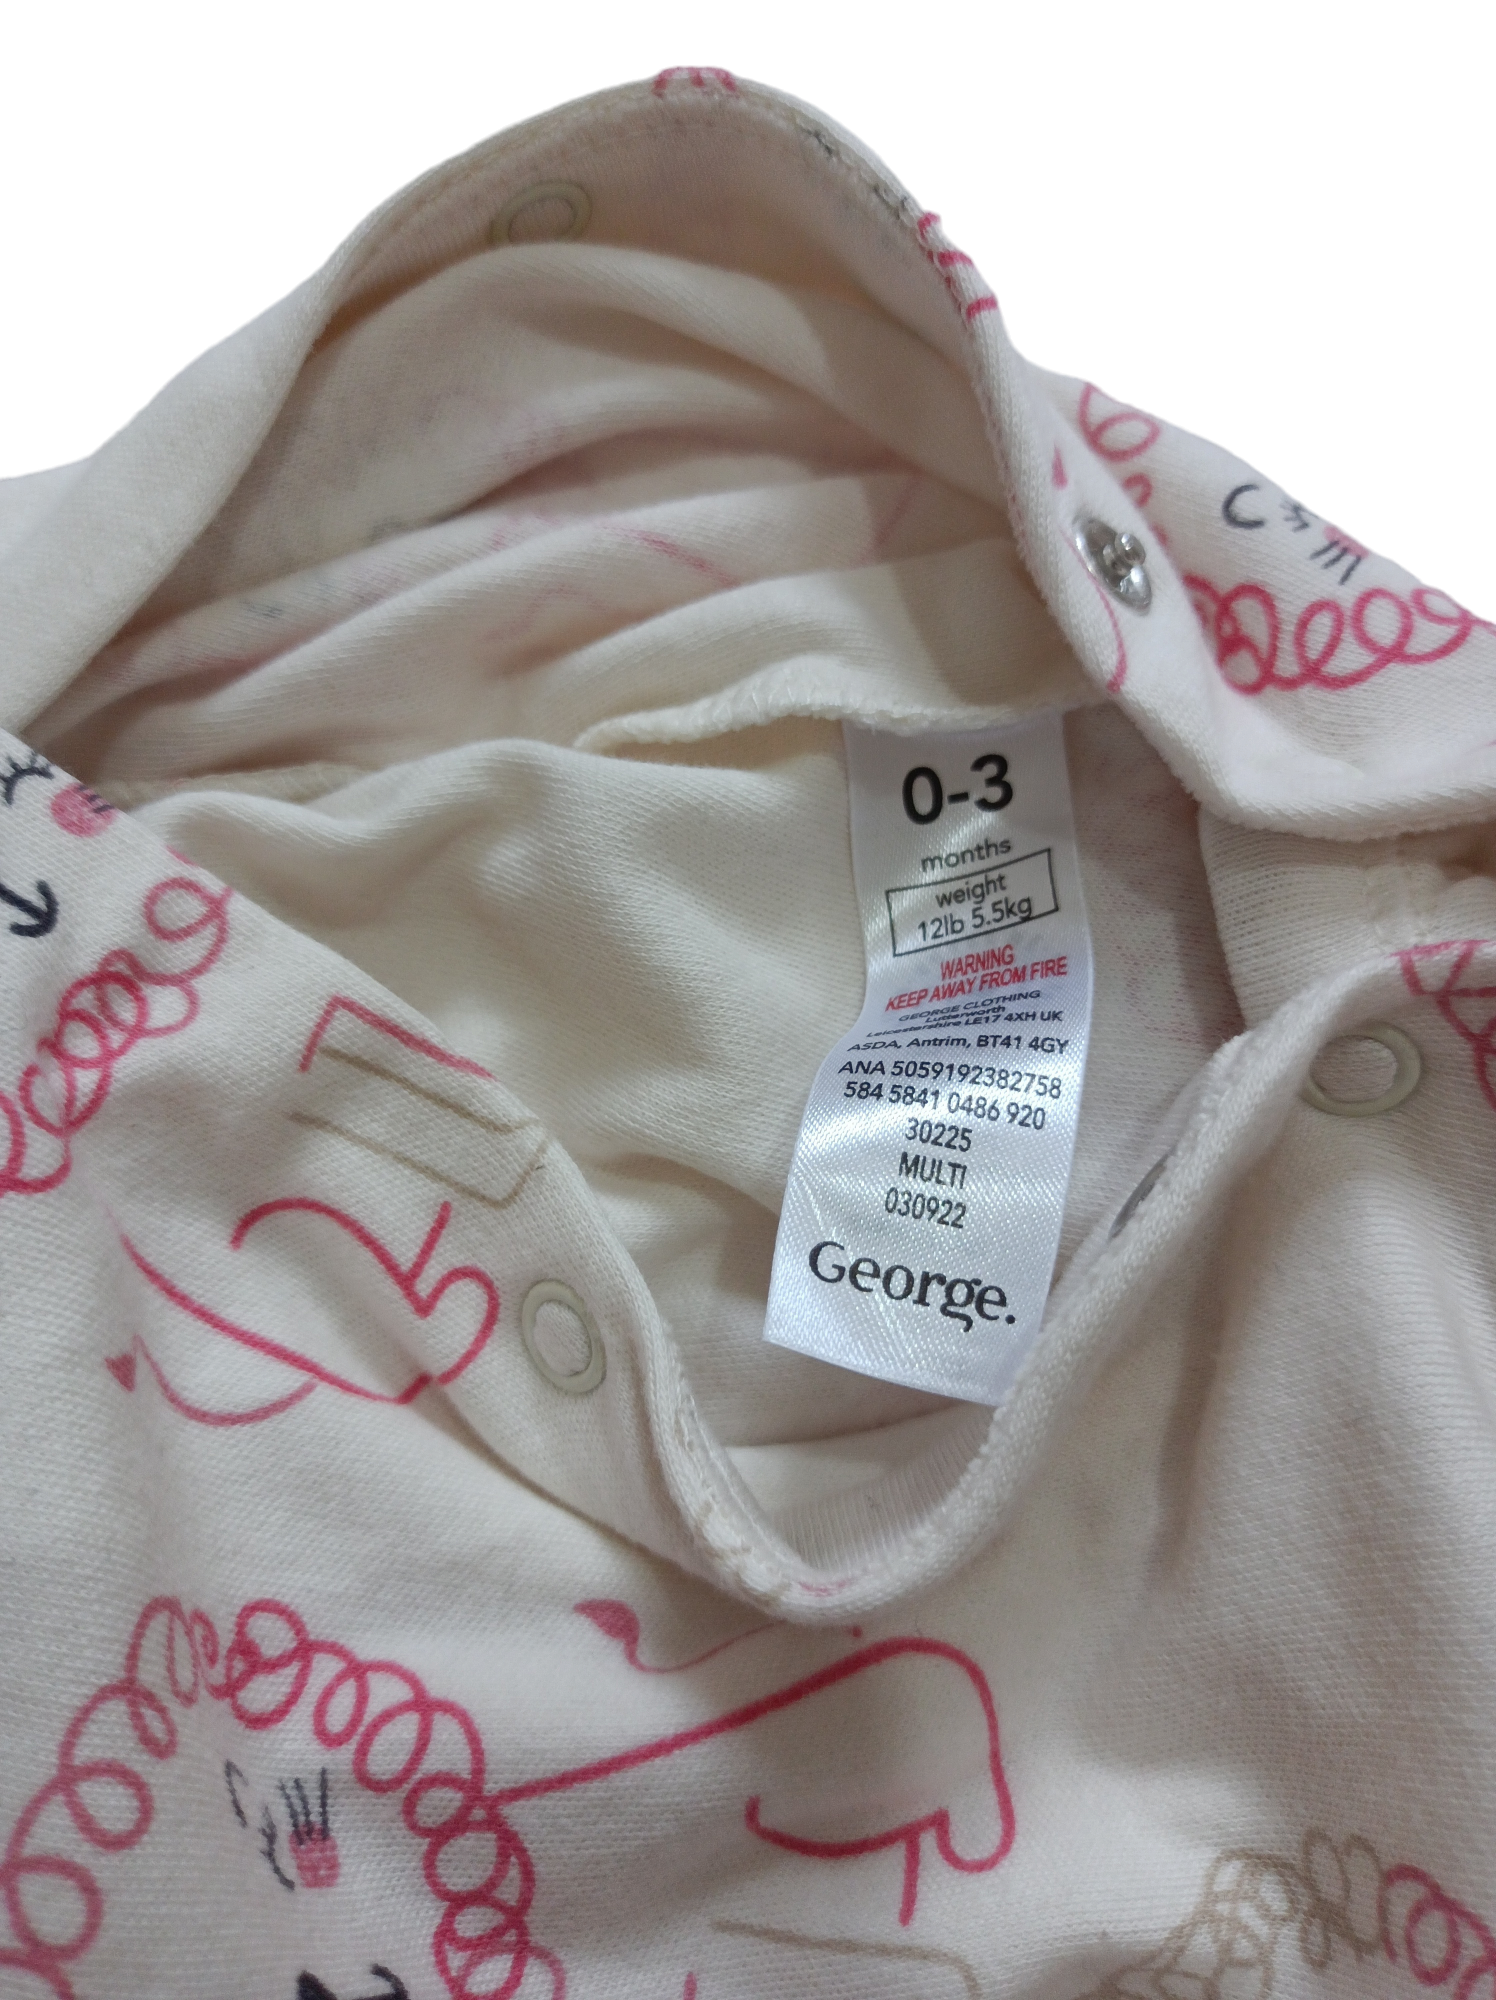 0-3
months
weight
12lb 5.5kg
WARNING
KEEP AWAY FROM FIRE
GEORGE CLOTHING
Lutterworth
Leicestershire LE17 4XH UK
ASDA, Antrim, BT41 4GY
ANA 5059192382758
584 5841 0486 920
30225
MULTI
030922
George.